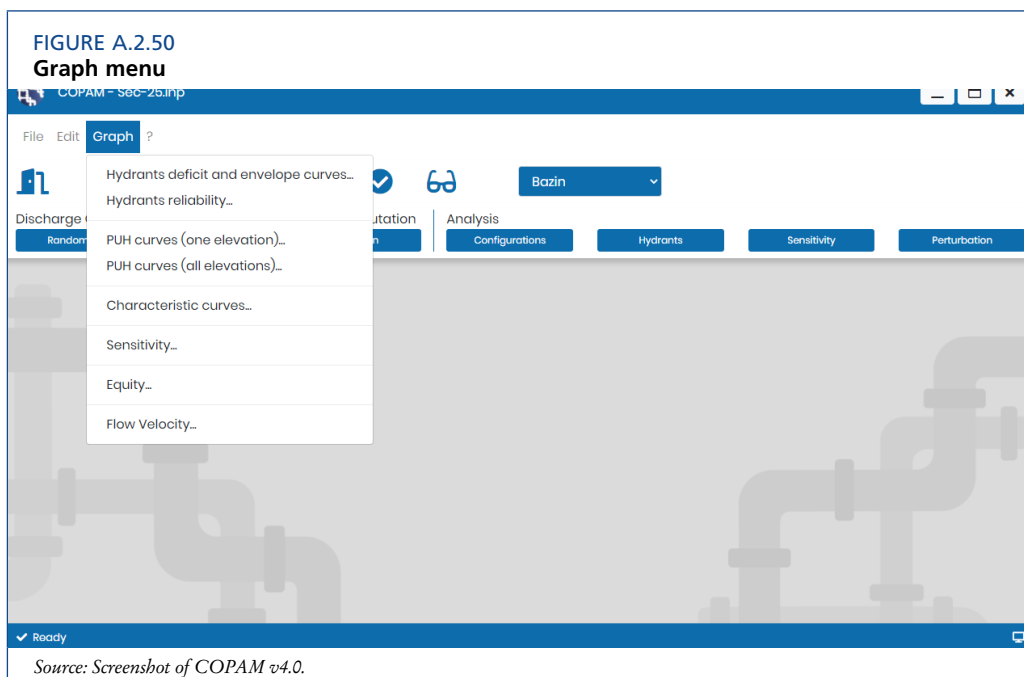 FIGURE A.2.50
Graph menu
COPAM - Sec-25.inp
File Edit Graph ?
Hydrants deficit and envelope curves...
Hydrants reliability...
PUH curves (one elevation)...
PUH curves (all elevations)...
Characteristic curves...
Sensitivity...
Equity...
Flow Velocity...
Bazin
Discharge
Analysis
Configurations Hydrants Sensitivity Perturbation
Ready
Source: Screenshot of COPAM v4.0.